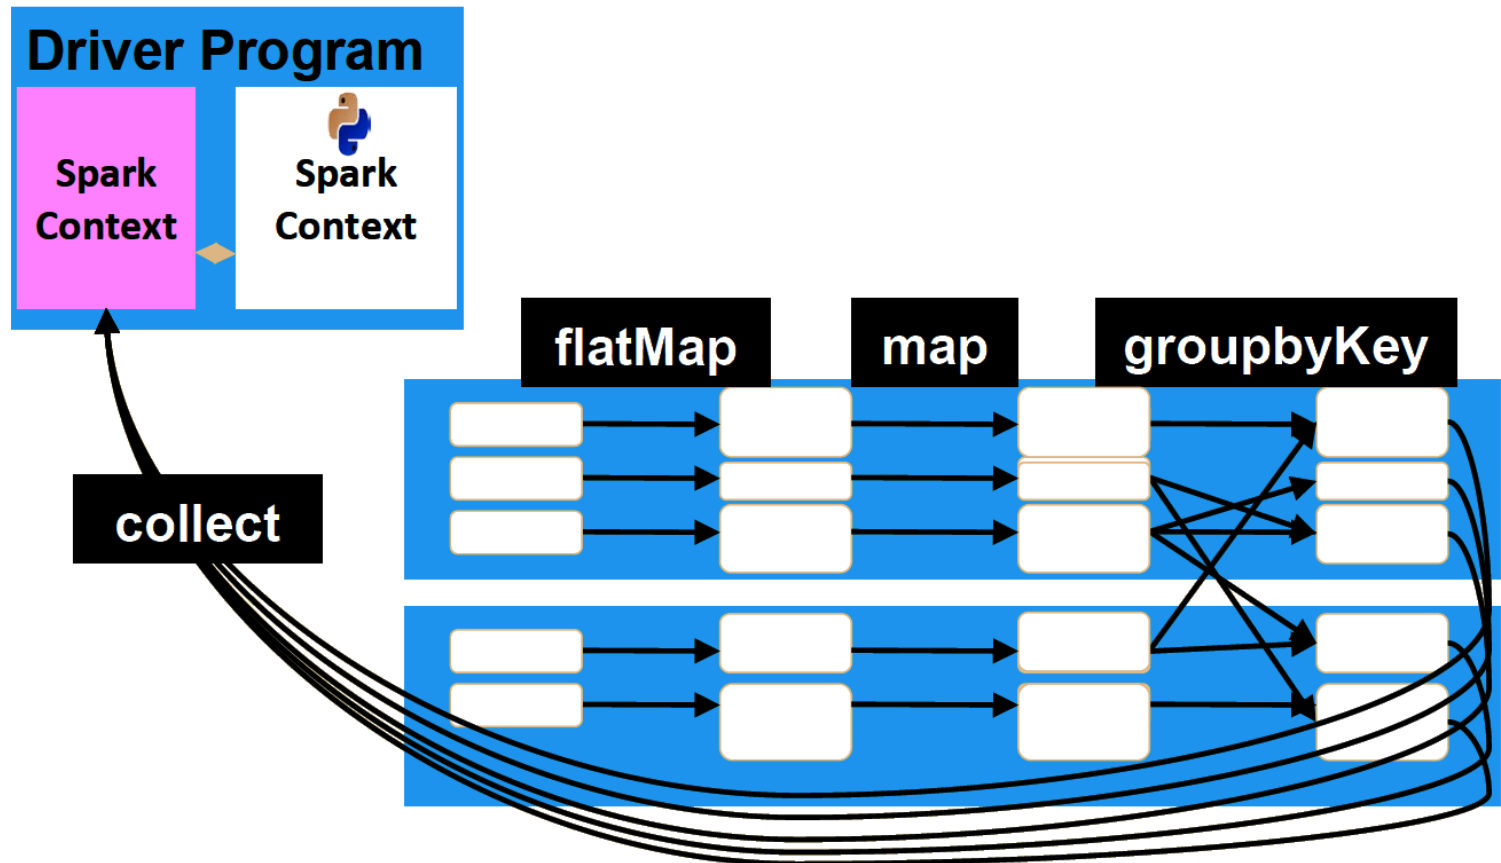 Driver Program
Spark
Context
Spark
Context
flatMap
map
groupbyKey
collect